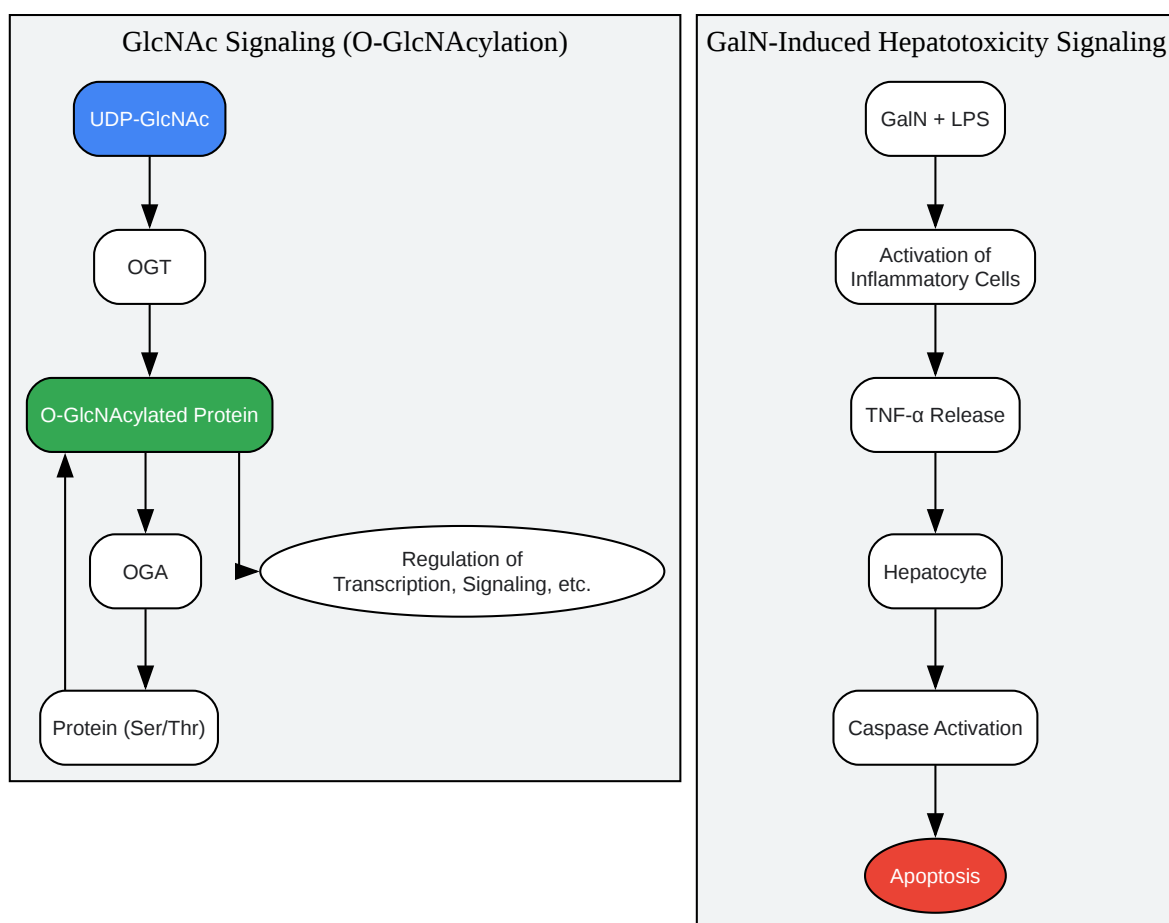 GlcNAc Signaling (O-GlcNAcylation)
UDP-GlcNAc
OGT
O-GlcNAcylated Protein
OGA
Regulation of
Transcription, Signaling, etc.
Protein (Ser/Thr)
GalN-Induced Hepatotoxicity Signaling
GalN + LPS
Activation of
Inflammatory Cells
TNF-α Release
Hepatocyte
Caspase Activation
Apoptosis